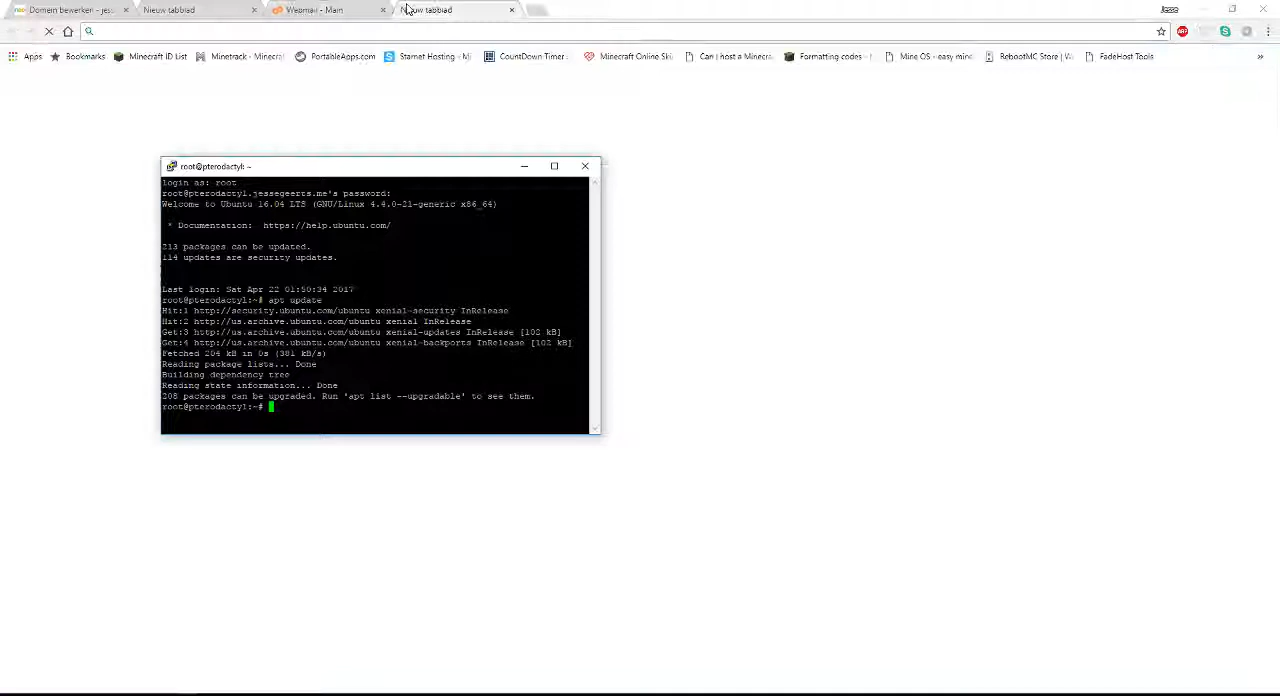 Domein bewerken - jess
Nieuw tabblad
Webmail - Main
Nieuw tabblad
Jesse
Apps
Bookmarks
Minecraft ID List
Minetrack - Minecraf
PortableApps.com
Starnet Hosting - Mi
CountDown Timer
Minecraft Online Ski
Can I host a Minecra
Formatting codes –
Mine OS - easy mine
RebootMC Store | W
FadeHost Tools
»
root@pterodactyl: ~
login as: root
root@pterodactyl.jessegeerts.me's password:
Welcome to Ubuntu 16.04 LTS (GNU/Linux 4.4.0-21-generic x86_64)
* Documentation:  https://help.ubuntu.com/
213 packages can be updated.
114 updates are security updates.
Last login: Sat Apr 22 01:50:34 2017
root@pterodactyl:~# apt update
Hit:1 http://security.ubuntu.com/ubuntu xenial-security InRelease
Hit:2 http://us.archive.ubuntu.com/ubuntu xenial InRelease
Get:3 http://us.archive.ubuntu.com/ubuntu xenial-updates InRelease [102 kB]
Get:4 http://us.archive.ubuntu.com/ubuntu xenial-backports InRelease [102 kB]
Fetched 204 kB in 0s (381 kB/s)
Reading package lists... Done
Building dependency tree
Reading state information... Done
208 packages can be upgraded. Run 'apt list --upgradable' to see them.
root@pterodactyl:~#